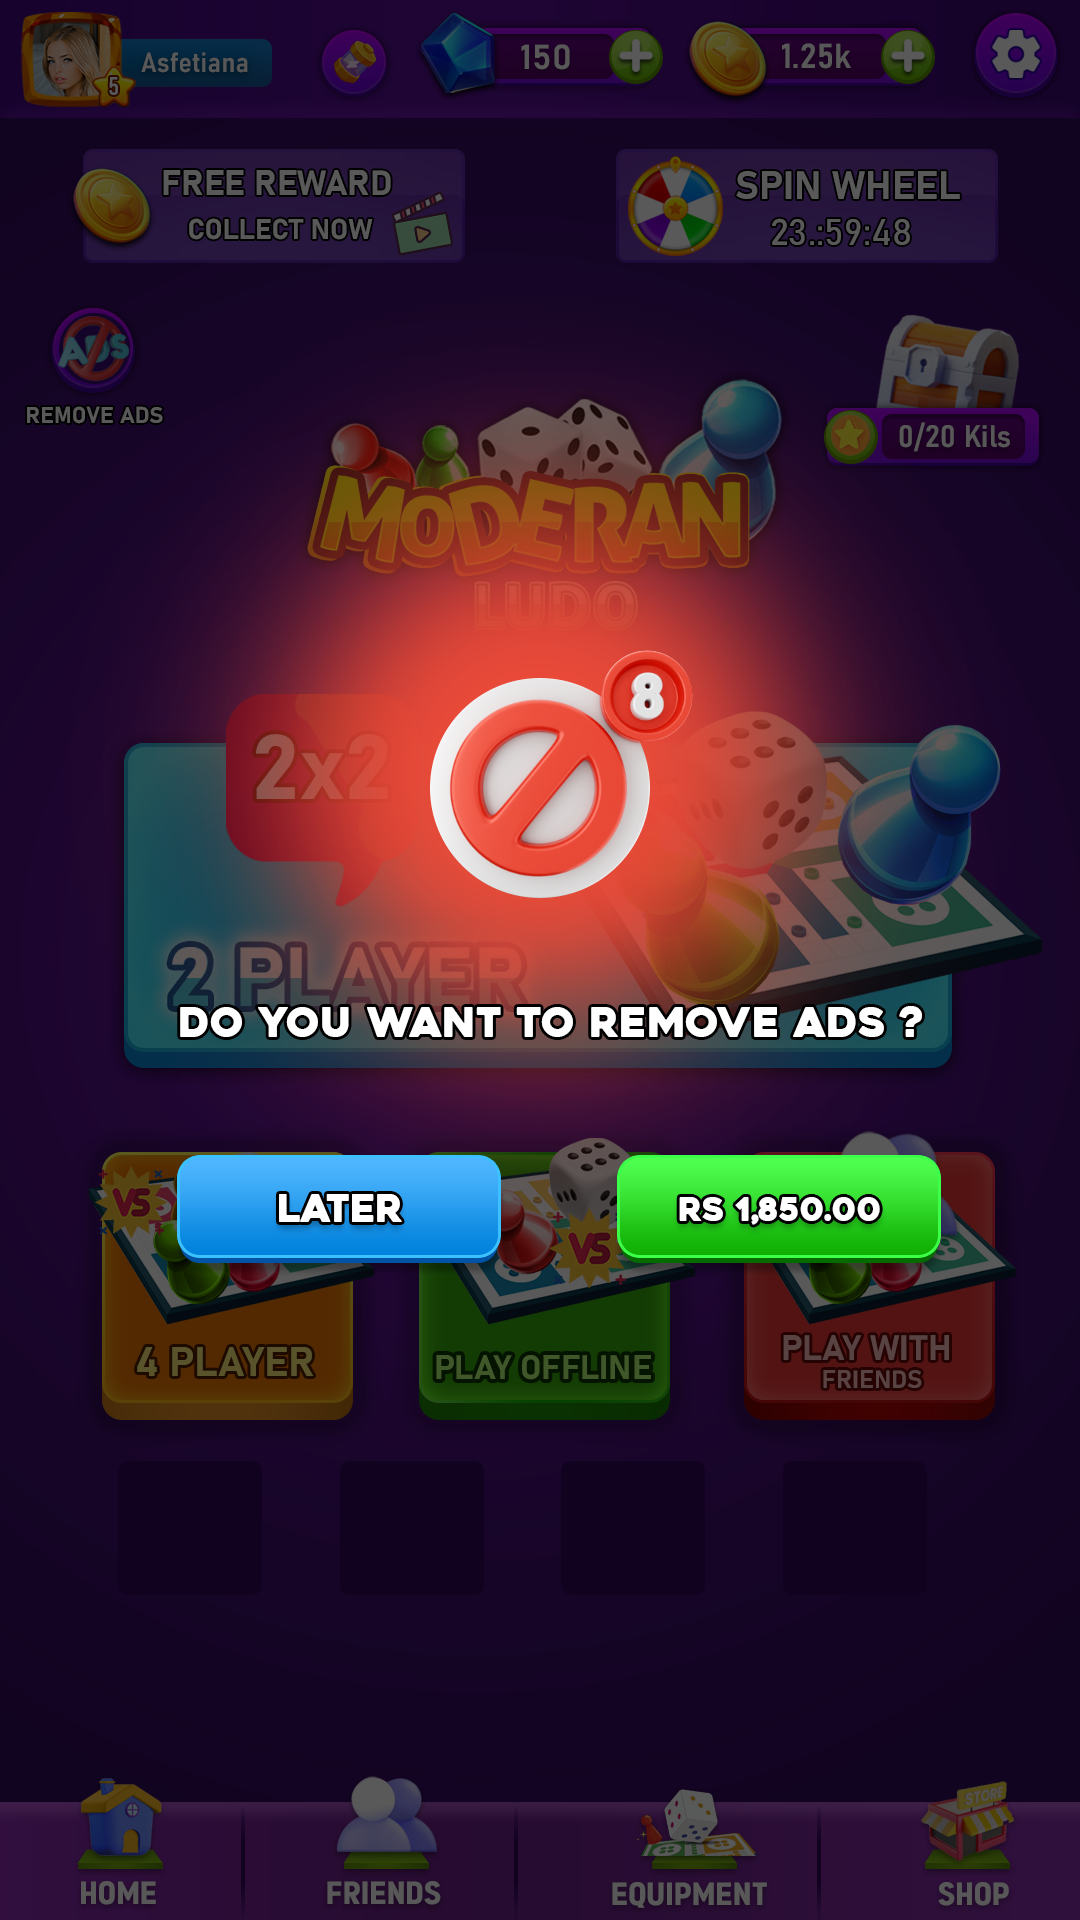 Asfetiana
5
150
1.25k
FREE REWARD
COLLECT NOW
SPIN WHEEL
23.:59:48
ADS
REMOVE ADS
0/20 Kils
MODERAN
LUDO
8
2x2
2 PLAYER
DO YOU WANT TO REMOVE ADS ?
VS
LATER
RS 1,850.00
VS
4 PLAYER
PLAY OFFLINE
PLAY WITH
FRIENDS
STORE
HOME
FRIENDS
EQUIPMENT
SHOP